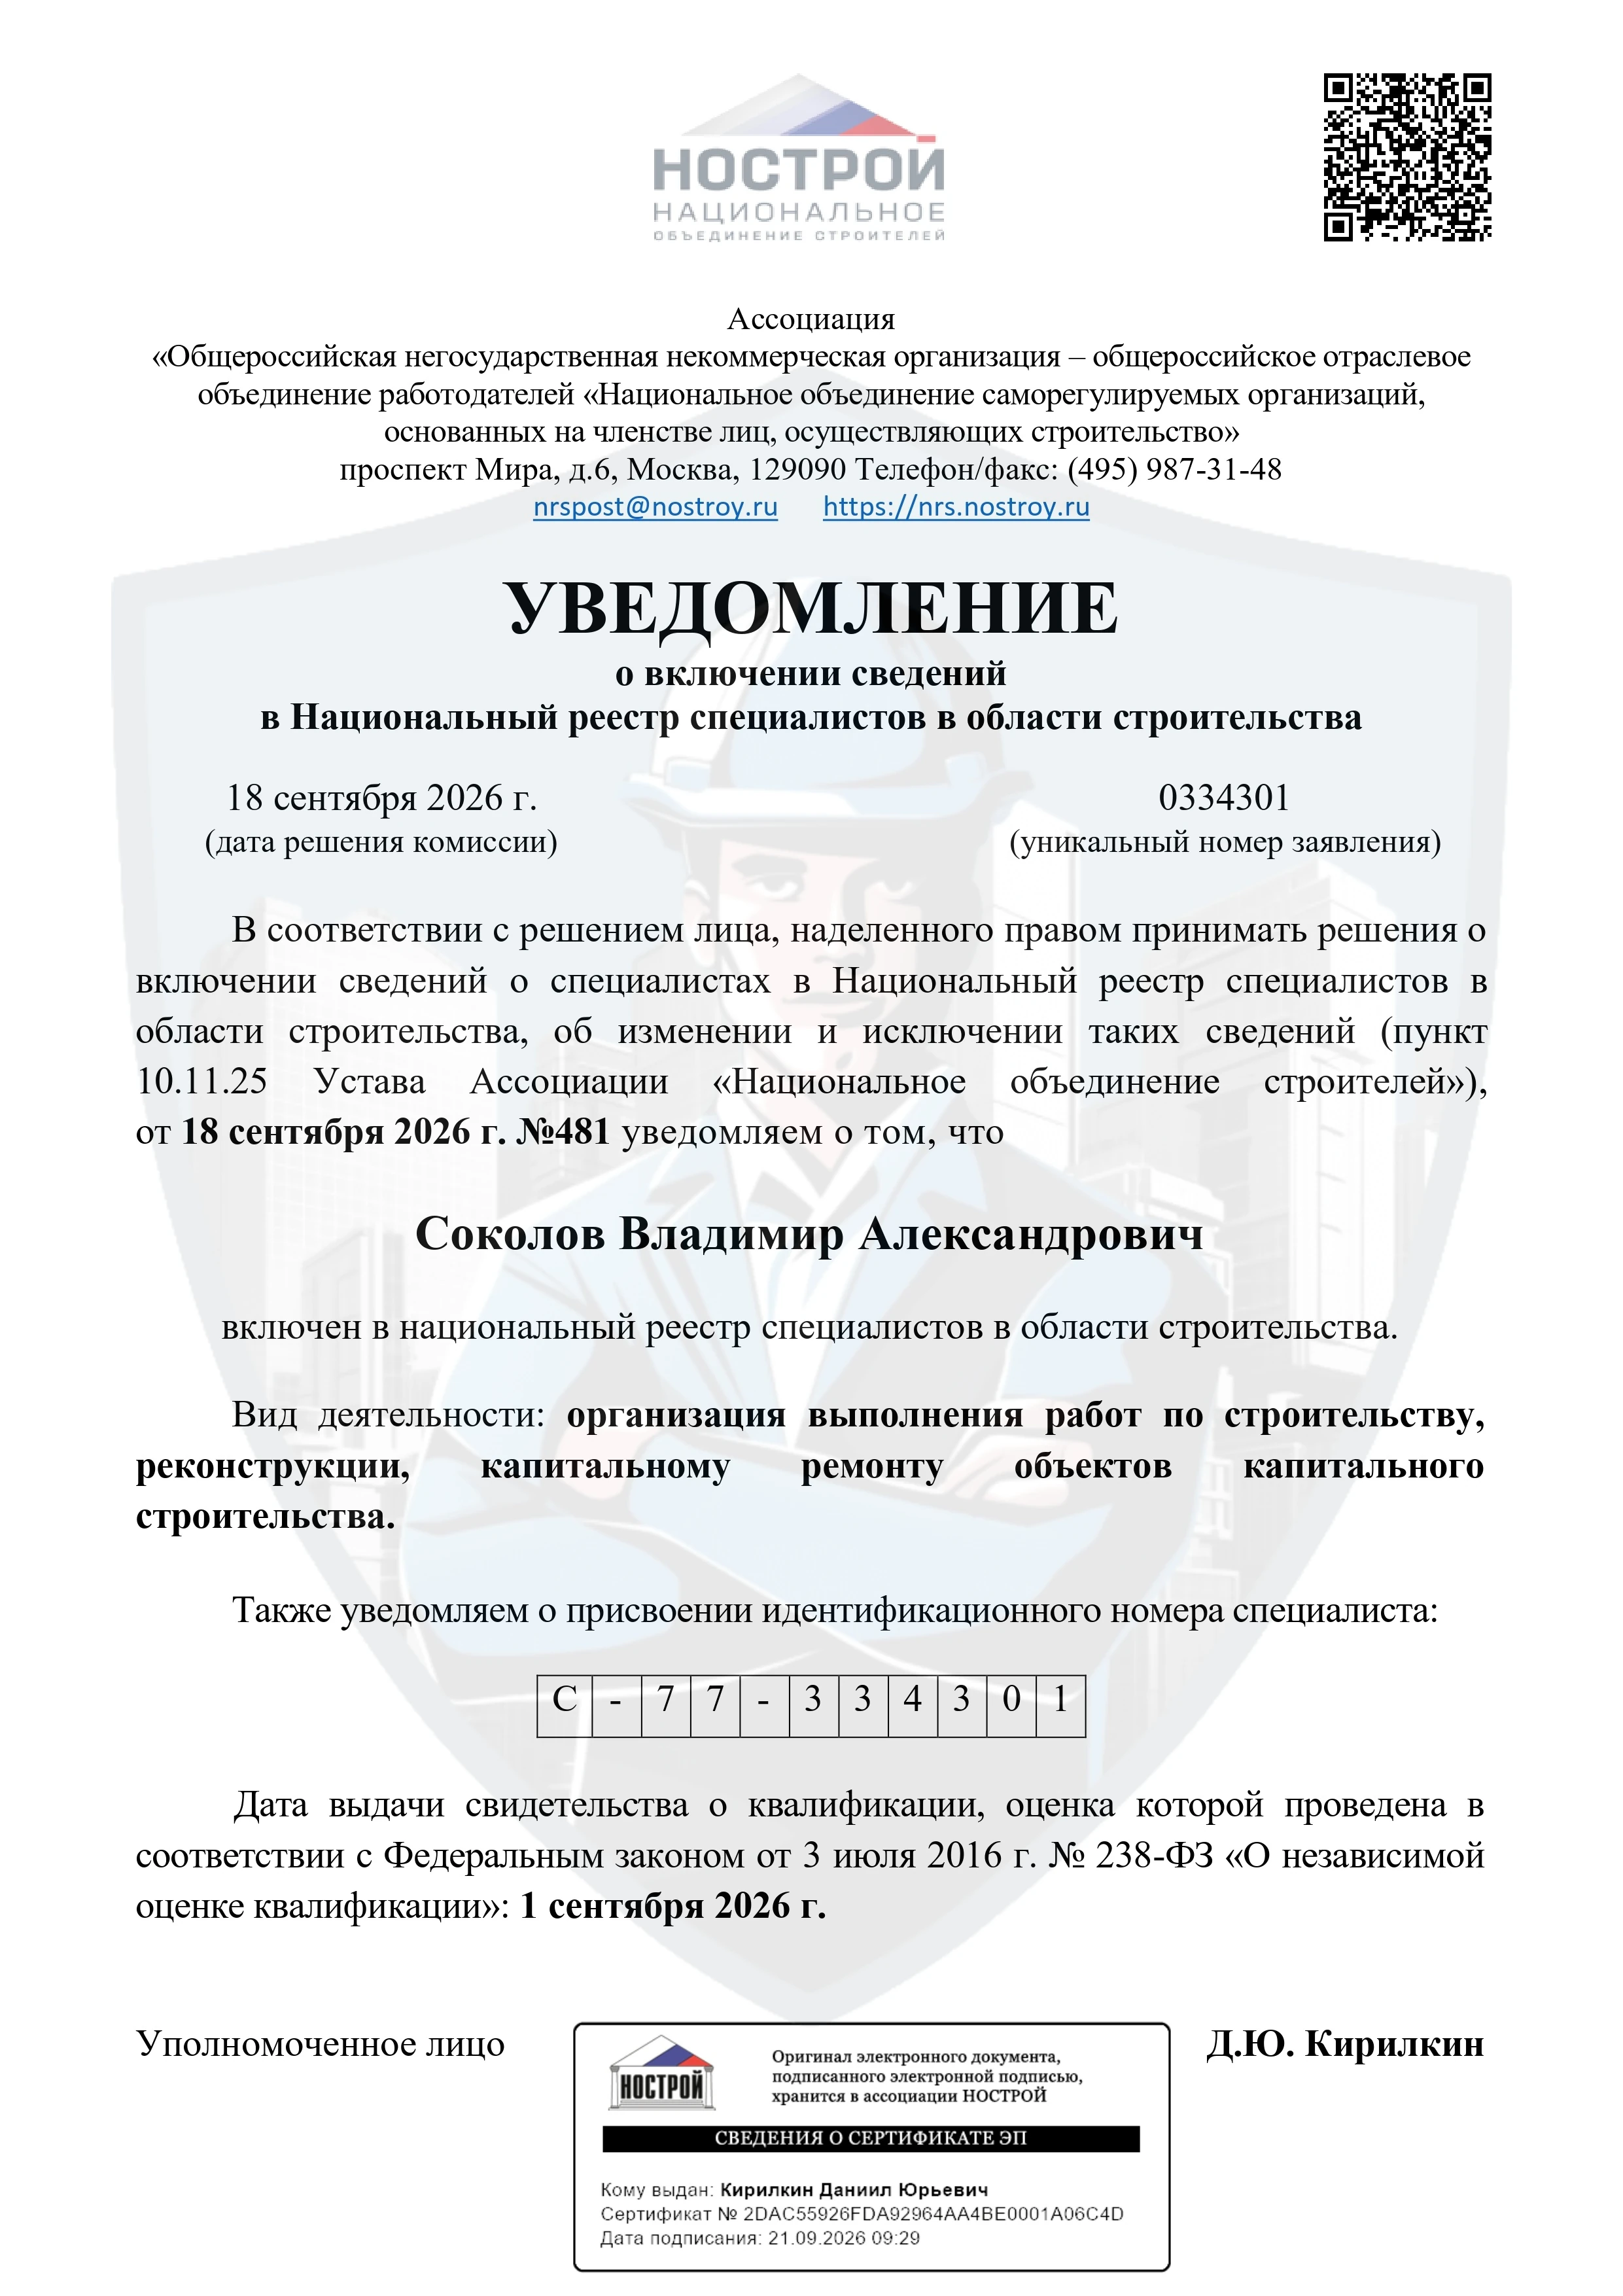 НОСТРОЙ
НАЦИОНАЛЬНОЕ
ОБЪЕДИНЕНИЕ СТРОИТЕЛЕЙ
Ассоциация
«Общероссийская негосударственная некоммерческая организация – общероссийское отраслевое
объединение работодателей «Национальное объединение саморегулируемых организаций,
основанных на членстве лиц, осуществляющих строительство»
проспект Мира, д.6, Москва, 129090 Телефон/факс: (495) 987-31-48
nrspost@nostroy.ru https://nrs.nostroy.ru
УВЕДОМЛЕНИЕ
о включении сведений
в Национальный реестр специалистов в области строительства
18 сентября 2026 г. 0334301
(дата решения комиссии) (уникальный номер заявления)
В соответствии с решением лица, наделенного правом принимать решения о
включении сведений о специалистах в Национальный реестр специалистов в
области строительства, об изменении и исключении таких сведений (пункт
10.11.25 Устава Ассоциации «Национальное объединение строителей»),
от 18 сентября 2026 г. №481 уведомляем о том, что
Соколов Владимир Александрович
включен в национальный реестр специалистов в области строительства.
Вид деятельности: организация выполнения работ по строительству,
реконструкции, капитальному ремонту объектов капитального
строительства.
Также уведомляем о присвоении идентификационного номера специалиста:
С - 7 7 - 3 3 4 3 0 1
Дата выдачи свидетельства о квалификации, оценка которой проведена в
соответствии с Федеральным законом от 3 июля 2016 г. № 238-ФЗ «О независимой
оценке квалификации»: 1 сентября 2026 г.
Уполномоченное лицо Д.Ю. Кирилкин
НОСТРОЙ
Оригинал электронного документа,
подписанного электронной подписью,
хранится в ассоциации НОСТРОЙ
СВЕДЕНИЯ О СЕРТИФИКАТЕ ЭП
Кому выдан: Кирилкин Даниил Юрьевич
Сертификат № 2DAC55926FDA92964AA4BE0001A06C4D
Дата подписания: 21.09.2026 09:29